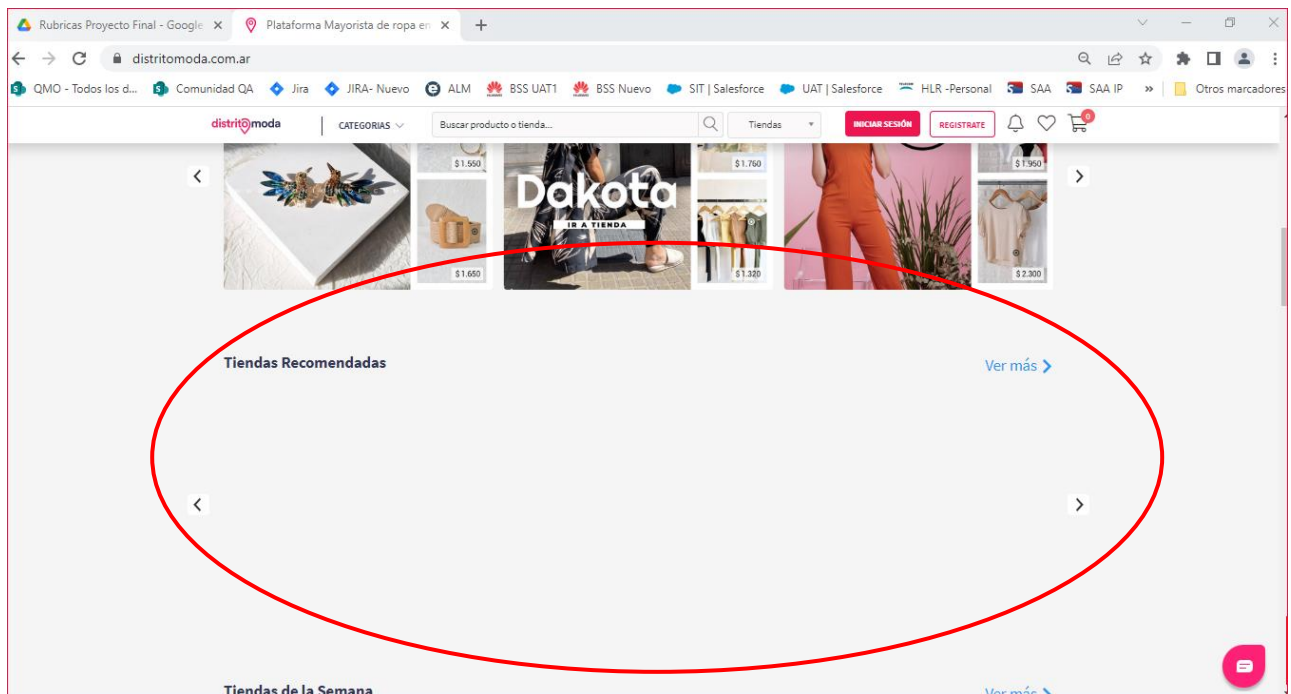 Rubricas Proyecto Final - Google
Plataforma Mayorista de ropa en
distritomoda.com.ar
QMO - Todos los d...
Comunidad QA
Jira
JIRA- Nuevo
ALM
BSS UAT1
BSS Nuevo
SIT | Salesforce
UAT | Salesforce
HLR -Personal
SAA
SAA IP
»
Otros marcadores
distritomoda
CATEGORIAS
Buscar producto o tienda...
Tiendas
INICIAR SESIÓN
REGISTRATE
0
$ 1.550
$ 1.760
$ 1.950
Dakota
IR A TIENDA
$ 1.650
$ 1.320
$ 2.300
Tiendas Recomendadas
Ver más
Tiendas de la Semana
Ver más